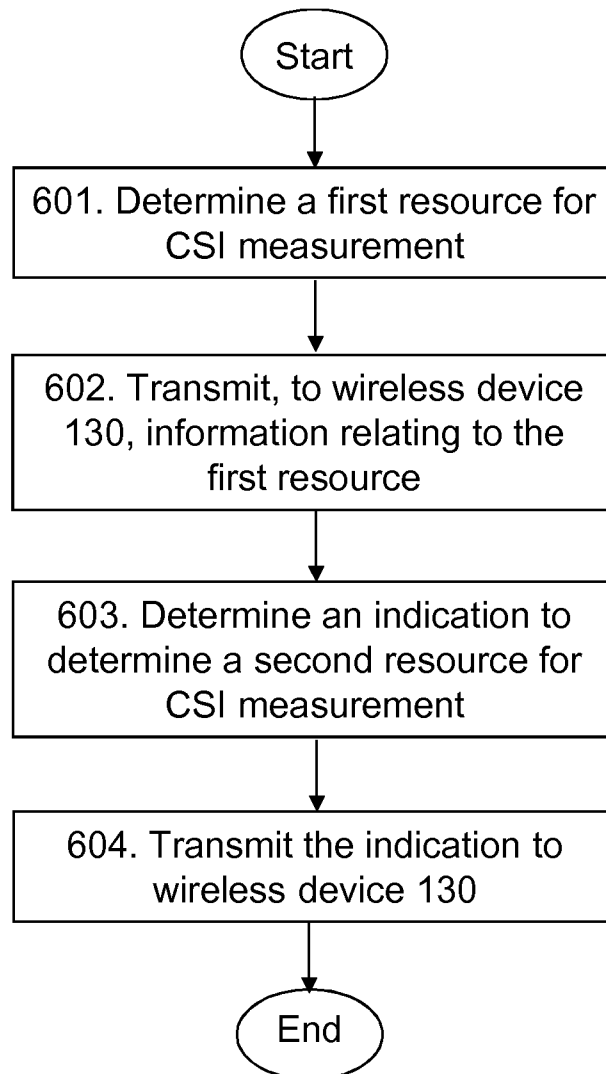 Start
601. Determine a first resource for
CSI measurement
602. Transmit, to wireless device
130, information relating to the
first resource
603. Determine an indication to
determine a second resource for
CSI measurement
604. Transmit the indication to
wireless device 130
End